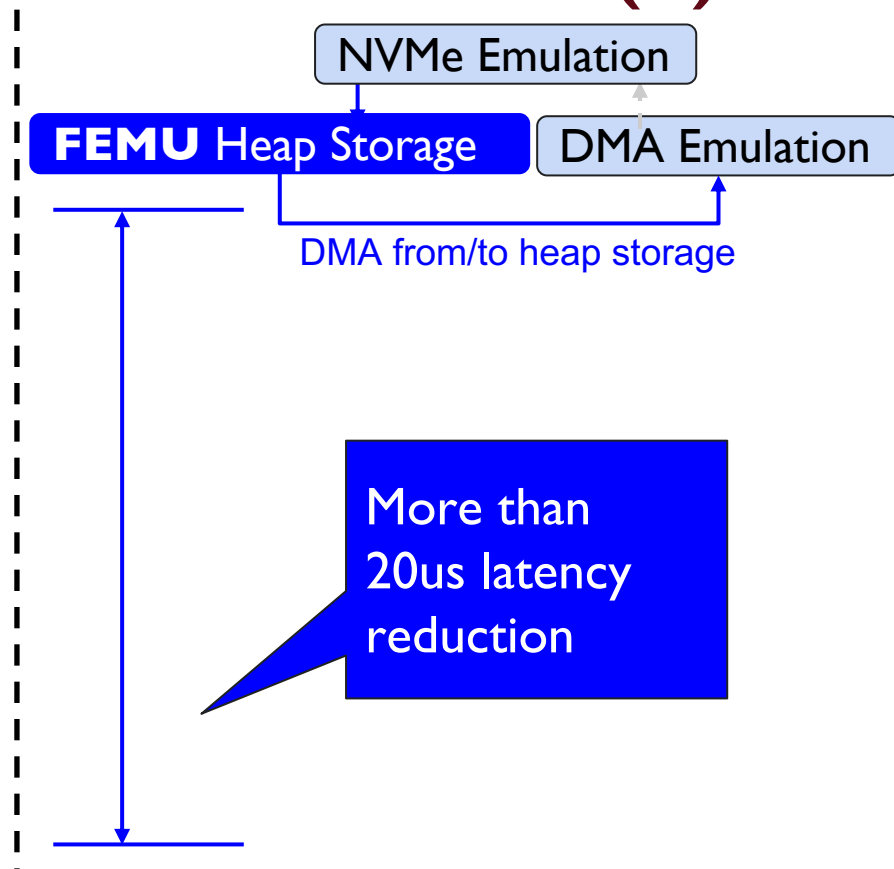 NVMe Emulation
FEMU Heap Storage
DMA Emulation
DMA from/to heap storage
More than
20us latency
reduction